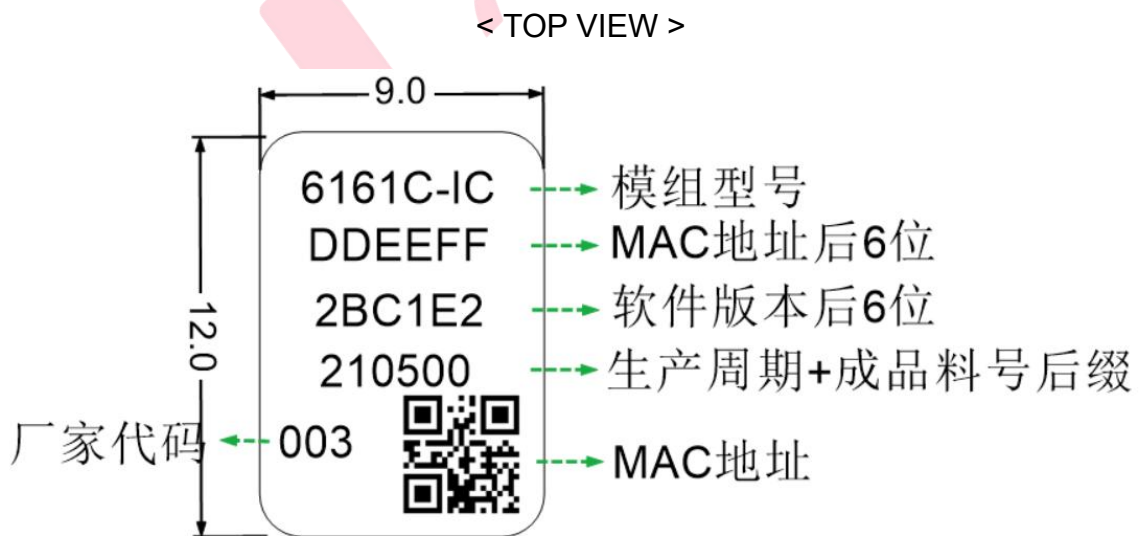 < TOP VIEW >
9.0
12.0
6161C-IC
模组型号
DDEEFF
MAC地址后6位
2BC1E2
软件版本后6位
210500
生产周期+成品料号后缀
厂家代码
003
MAC地址